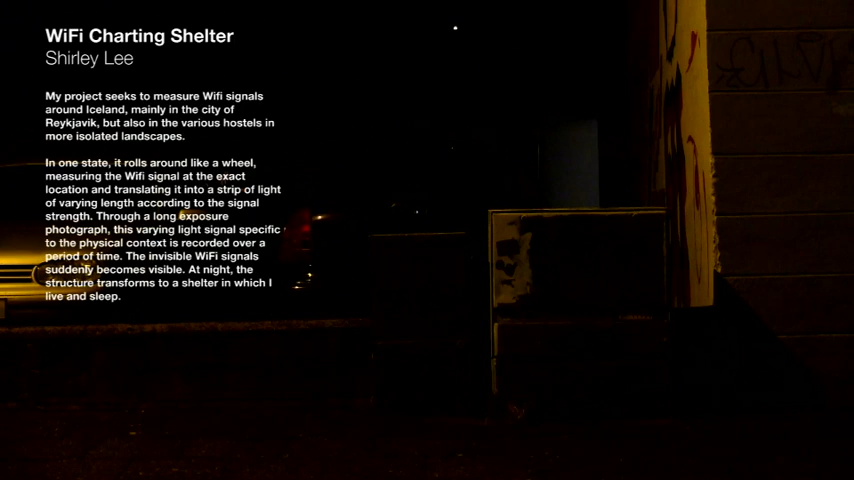 WiFi Charting Shelter
Shirley Lee
My project seeks to measure Wifi signals
around Iceland, mainly in the city of
Reykjavik, but also in the various hostels in
more isolated landscapes.
In one state, it rolls around like a wheel,
measuring the Wifi signal at the exact
location and translating it into a strip of light
of varying length according to the signal
strength. Through a long exposure
photograph, this varying light signal specific
to the physical context is recorded over a
period of time. The invisible WiFi signals
suddenly becomes visible. At night, the
structure transforms to a shelter in which I
live and sleep.